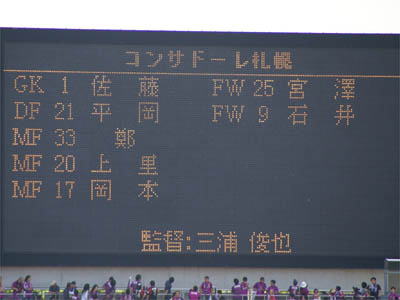 コンサドーレ札幌
GK 1 佐 藤 FW 25 宮 澤
DF 21 平 岡 FW 9 石 井
MF 33 鄭
MF 20 上 里
MF 17 岡 本
監督:三浦 俊也